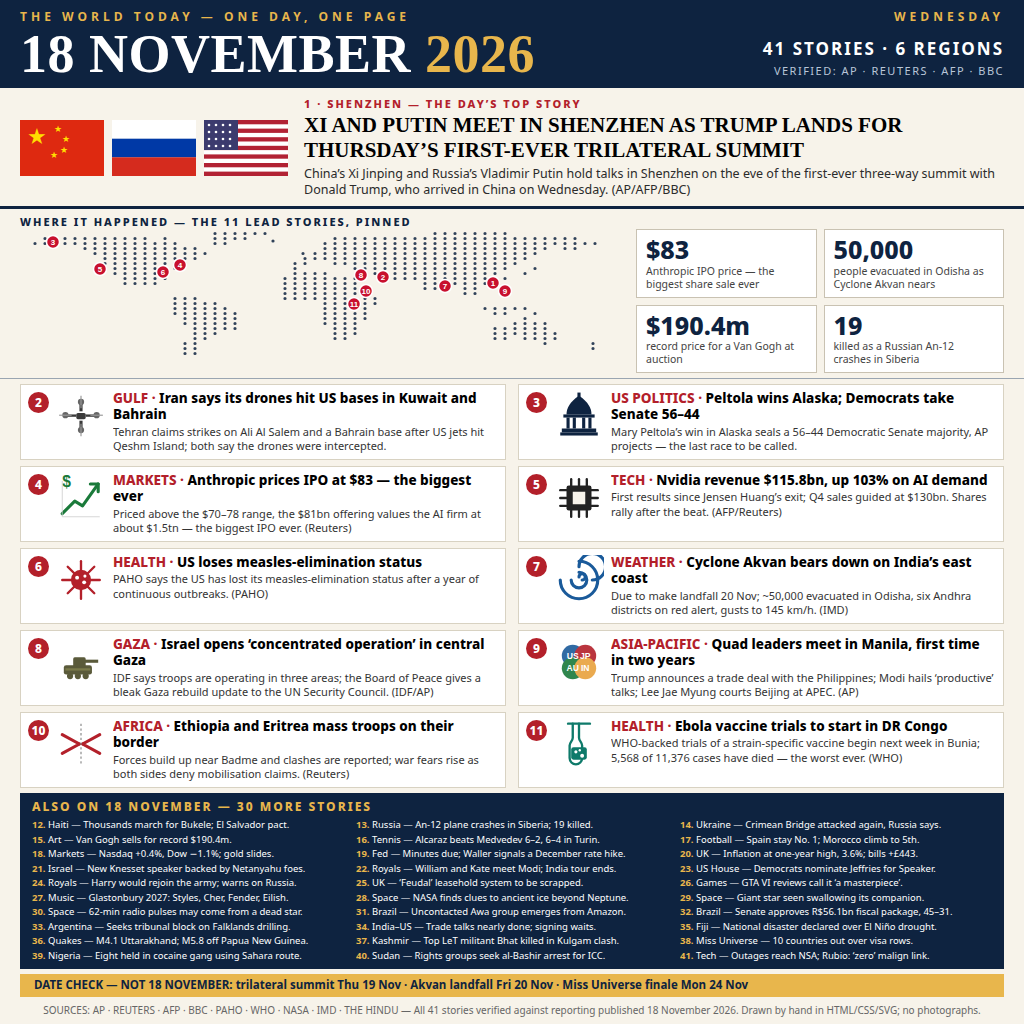 THE WORLD TODAY — ONE DAY, ONE PAGE
WEDNESDAY
18 NOVEMBER 2026
41 STORIES · 6 REGIONS
VERIFIED: AP · REUTERS · AFP · BBC
1 · SHENZHEN — THE DAY’S TOP STORY
XI AND PUTIN MEET IN SHENZHEN AS TRUMP LANDS FOR
THURSDAY’S FIRST-EVER TRILATERAL SUMMIT
China’s Xi Jinping and Russia’s Vladimir Putin hold talks in Shenzhen on the eve of the first-ever three-way summit with
Donald Trump, who arrived in China on Wednesday. (AP/AFP/BBC)
WHERE IT HAPPENED — THE 11 LEAD STORIES, PINNED
3
5
6
4
8
2
10
11
7
1
9
$83
Anthropic IPO price — the
biggest share sale ever
50,000
people evacuated in Odisha as
Cyclone Akvan nears
$190.4m
record price for a Van Gogh at
auction
19
killed as a Russian An-12
crashes in Siberia
2
GULF · Iran says its drones hit US bases in Kuwait and
Bahrain
Tehran claims strikes on Ali Al Salem and a Bahrain base after US jets hit
Qeshm Island; both say the drones were intercepted.
3
US POLITICS · Peltola wins Alaska; Democrats take
Senate 56–44
Mary Peltola’s win in Alaska seals a 56–44 Democratic Senate majority, AP
projects — the last race to be called.
4
$
MARKETS · Anthropic prices IPO at $83 — the biggest
ever
Priced above the $70–78 range, the $81bn offering values the AI firm at
about $1.5tn — the biggest IPO ever. (Reuters)
5
TECH · Nvidia revenue $115.8bn, up 103% on AI demand
First results since Jensen Huang’s exit; Q4 sales guided at $130bn. Shares
rally after the beat. (AFP/Reuters)
6
HEALTH · US loses measles-elimination status
PAHO says the US has lost its measles-elimination status after a year of
continuous outbreaks. (PAHO)
7
WEATHER · Cyclone Akvan bears down on India’s east
coast
Due to make landfall 20 Nov; ~50,000 evacuated in Odisha, six Andhra
districts on red alert, gusts to 145 km/h. (IMD)
8
GAZA · Israel opens ‘concentrated operation’ in central
Gaza
IDF says troops are operating in three areas; the Board of Peace gives a
bleak Gaza rebuild update to the UN Security Council. (IDF/AP)
9
US JP
AU IN
ASIA-PACIFIC · Quad leaders meet in Manila, first time
in two years
Trump announces a trade deal with the Philippines; Modi hails ‘productive’
talks; Lee Jae Myung courts Beijing at APEC. (AP)
10
AFRICA · Ethiopia and Eritrea mass troops on their
border
Forces build up near Badme and clashes are reported; war fears rise as
both sides deny mobilisation claims. (Reuters)
11
HEALTH · Ebola vaccine trials to start in DR Congo
WHO-backed trials of a strain-specific vaccine begin next week in Bunia;
5,568 of 11,376 cases have died — the worst ever. (WHO)
ALSO ON 18 NOVEMBER — 30 MORE STORIES
12. Haiti — Thousands march for Bukele; El Salvador pact.
13. Russia — An-12 plane crashes in Siberia; 19 killed.
14. Ukraine — Crimean Bridge attacked again, Russia says.
15. Art — Van Gogh sells for record $190.4m.
16. Tennis — Alcaraz beats Medvedev 6–2, 6–4 in Turin.
17. Football — Spain stay No. 1; Morocco climb to 5th.
18. Markets — Nasdaq +0.4%, Dow −1.1%; gold slides.
19. Fed — Minutes due; Waller signals a December rate hike.
20. UK — Inflation at one-year high, 3.6%; bills +£443.
21. Israel — New Knesset speaker backed by Netanyahu foes.
22. Royals — William and Kate meet Modi; India tour ends.
23. US House — Democrats nominate Jeffries for Speaker.
24. Royals — Harry would rejoin the army; warns on Russia.
25. UK — ‘Feudal’ leasehold system to be scrapped.
26. Games — GTA VI reviews call it ‘a masterpiece’.
27. Music — Glastonbury 2027: Styles, Cher, Fender, Eilish.
28. Space — NASA finds clues to ancient ice beyond Neptune.
29. Space — Giant star seen swallowing its companion.
30. Space — 62-min radio pulses may come from a dead star.
31. Brazil — Uncontacted Awa group emerges from Amazon.
32. Brazil — Senate approves R$56.1bn fiscal package, 45–31.
33. Argentina — Seeks tribunal block on Falklands drilling.
34. India–US — Trade talks nearly done; signing waits.
35. Fiji — National disaster declared over El Niño drought.
36. Quakes — M4.1 Uttarakhand; M5.8 off Papua New Guinea.
37. Kashmir — Top LeT militant Bhat killed in Kulgam clash.
38. Miss Universe — 10 countries out over visa rows.
39. Nigeria — Eight held in cocaine gang using Sahara route.
40. Sudan — Rights groups seek al-Bashir arrest for ICC.
41. Tech — Outages reach NSA; Rubio: ‘zero’ malign link.
DATE CHECK — NOT 18 NOVEMBER: trilateral summit Thu 19 Nov · Akvan landfall Fri 20 Nov · Miss Universe finale Mon 24 Nov
SOURCES: AP · REUTERS · AFP · BBC · PAHO · WHO · NASA · IMD · THE HINDU — All 41 stories verified against reporting published 18 November 2026. Drawn by hand in HTML/CSS/SVG; no photographs.